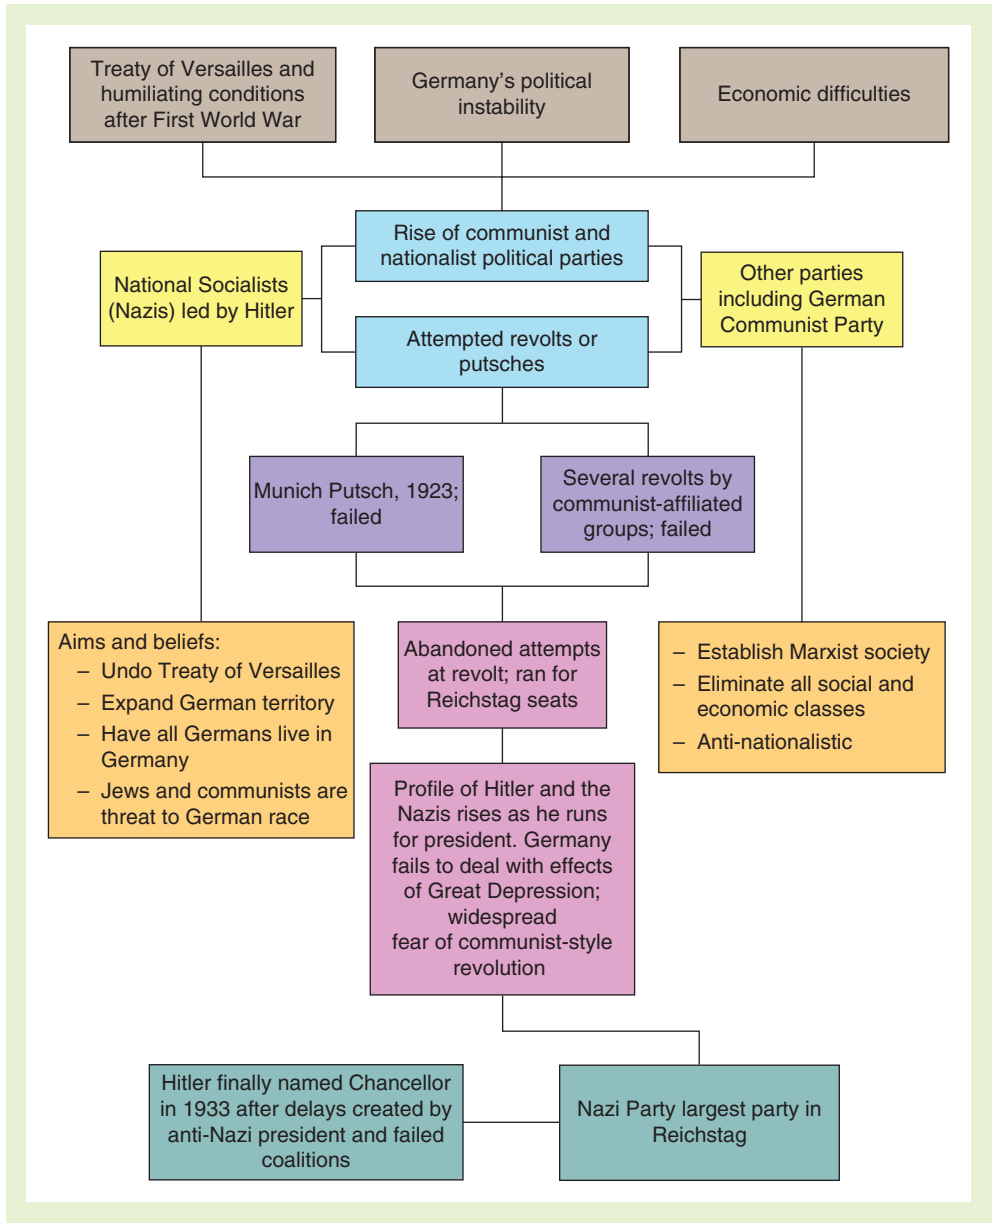 Treaty of Versailles and
humiliating conditions
after First World War
Germany’s political
instability
Economic difficulties
Rise of communist and
nationalist political parties
National Socialists
(Nazis) led by Hitler
Other parties
including German
Communist Party
Attempted revolts or
putsches
Munich Putsch, 1923;
failed
Several revolts by
communist-affiliated
groups; failed
Aims and beliefs:
– Undo Treaty of Versailles
– Expand German territory
– Have all Germans live in
Germany
– Jews and communists are
threat to German race
Abandoned attempts
at revolt; ran for
Reichstag seats
– Establish Marxist society
– Eliminate all social and
economic classes
– Anti-nationalistic
Profile of Hitler and the
Nazis rises as he runs
for president. Germany
fails to deal with effects
of Great Depression;
widespread
fear of communist-style
revolution
Hitler finally named Chancellor
in 1933 after delays created by
anti-Nazi president and failed
coalitions
Nazi Party largest party in
Reichstag